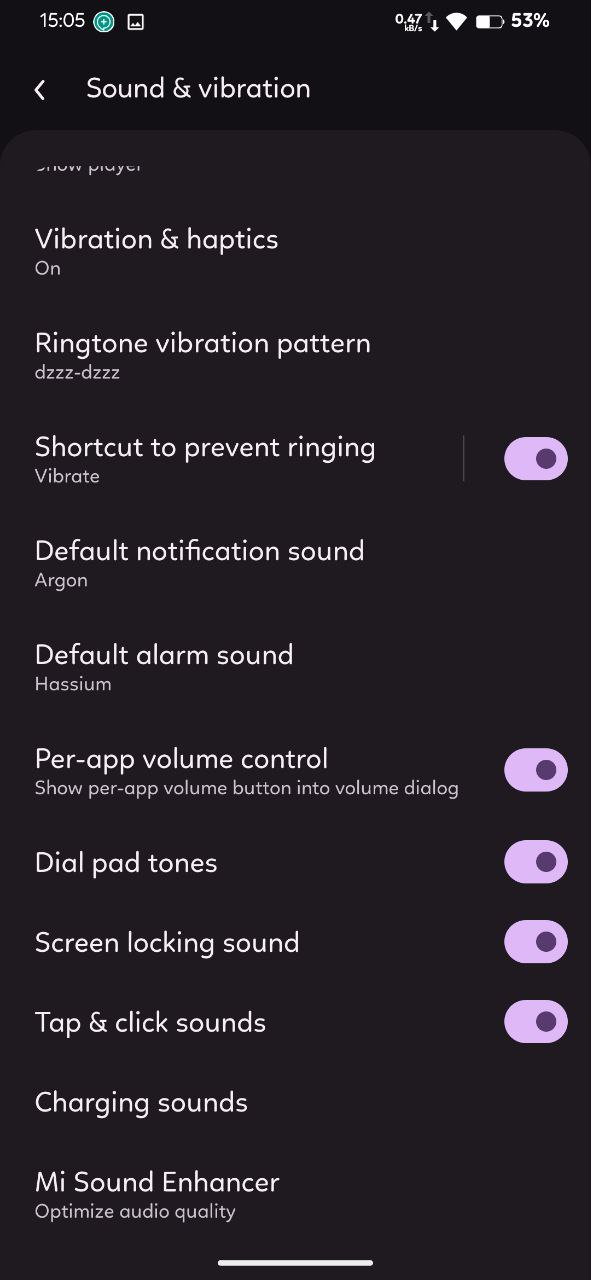 15:05
0.47 kB/s 53%
Sound & vibration
show player
Vibration & haptics
On
Ringtone vibration pattern
dzzz-dzzz
Shortcut to prevent ringing
Vibrate
Default notification sound
Argon
Default alarm sound
Hassium
Per-app volume control
Show per-app volume button into volume dialog
Dial pad tones
Screen locking sound
Tap & click sounds
Charging sounds
Mi Sound Enhancer
Optimize audio quality